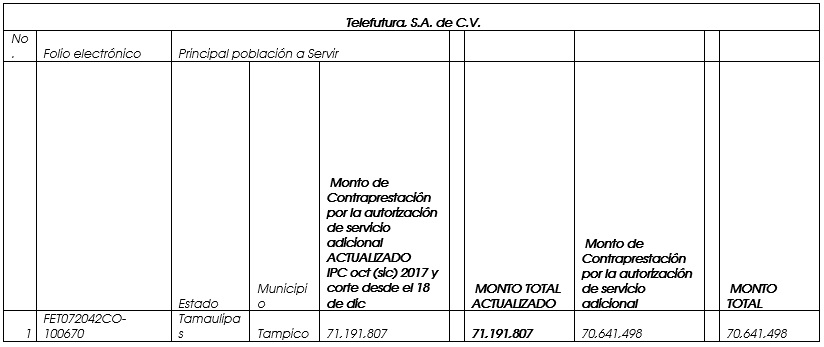 Telefutura, S.A. de C.V.
No
.
Folio electrónico
Principal población a Servir
Estado
Municipi
o
Monto de
Contraprestación
por la autorización
de servicio
adicional
ACTUALIZADO
IPC oct (sic) 2017 y
corte desde el 18
de dic
MONTO TOTAL
ACTUALIZADO
Monto de
Contraprestación
por la autorización
de servicio
adicional
MONTO
TOTAL
1
FET072042CO-
100670
Tamaulipa
s
Tampico
71,191,807
71,191,807
70,641,498
70,641,498